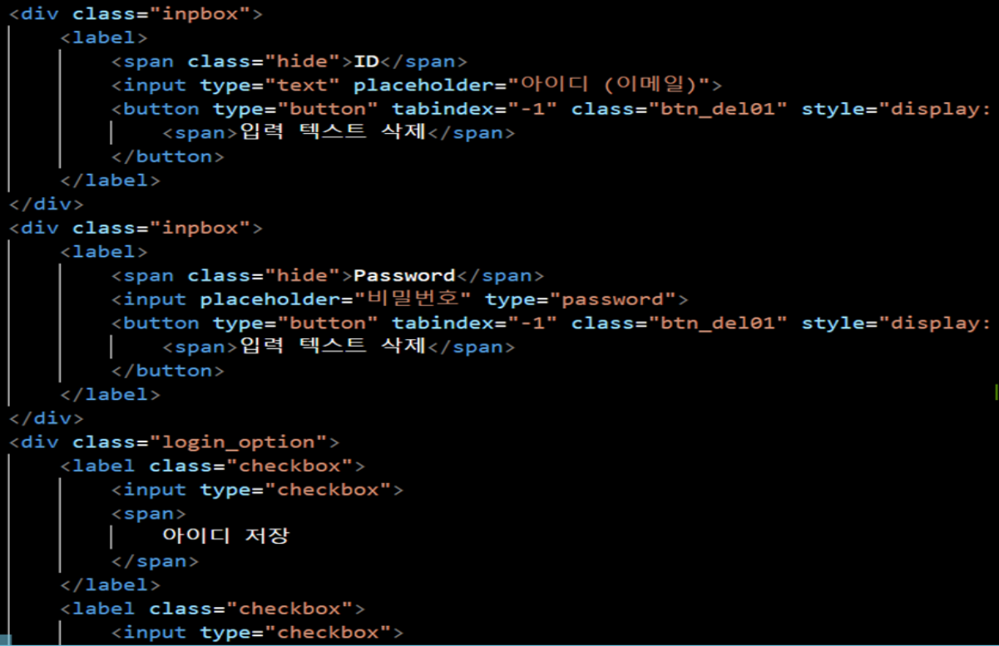 <div class="inpbox">
<label>
<span class="hide">ID</span>
<input type="text" placeholder="아이디 (이메일)">
<button type="button" tabindex="-1" class="btn_del01" style="display:
<span>입력 텍스트 삭제</span>
</button>
</label>
</div>
<div class="inpbox">
<label>
<span class="hide">Password</span>
<input placeholder="비밀번호" type="password">
<button type="button" tabindex="-1" class="btn_del01" style="display:
<span>입력 텍스트 삭제</span>
</button>
</label>
</div>
<div class="login_option">
<label class="checkbox">
<input type="checkbox">
<span>
아이디 저장
</span>
</label>
<label class="checkbox">
<input type="checkbox">